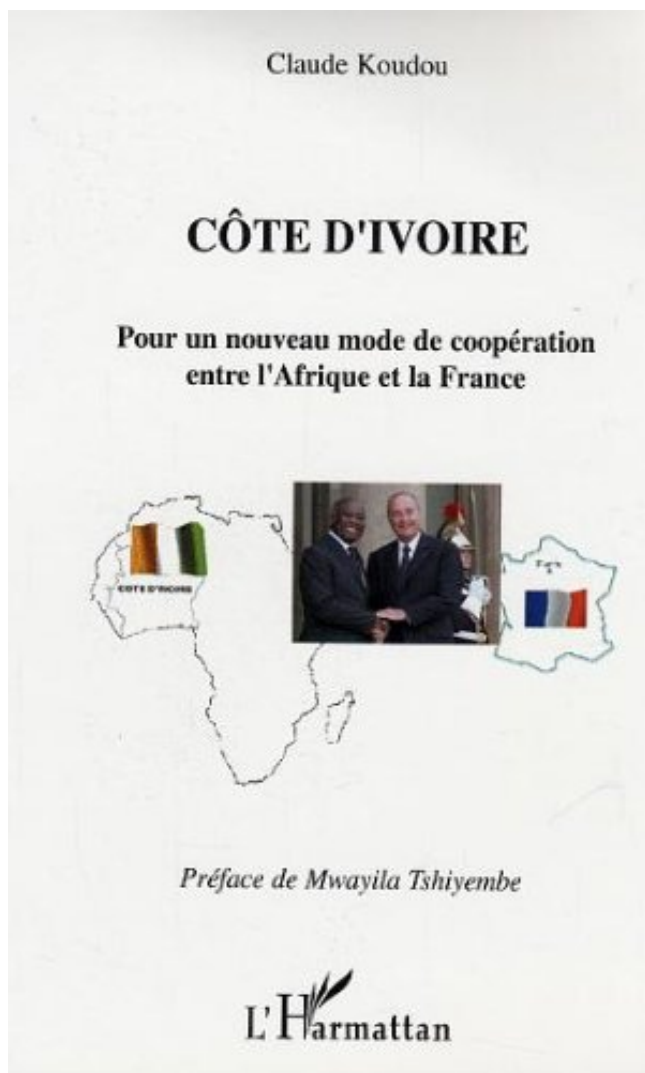 Claude Koudou
CÔTE D'IVOIRE
Pour un nouveau mode de coopération
entre l'Afrique et la France
COTE D'IVOIRE
Préface de Mwayila Tshiyembe
L'Harmattan